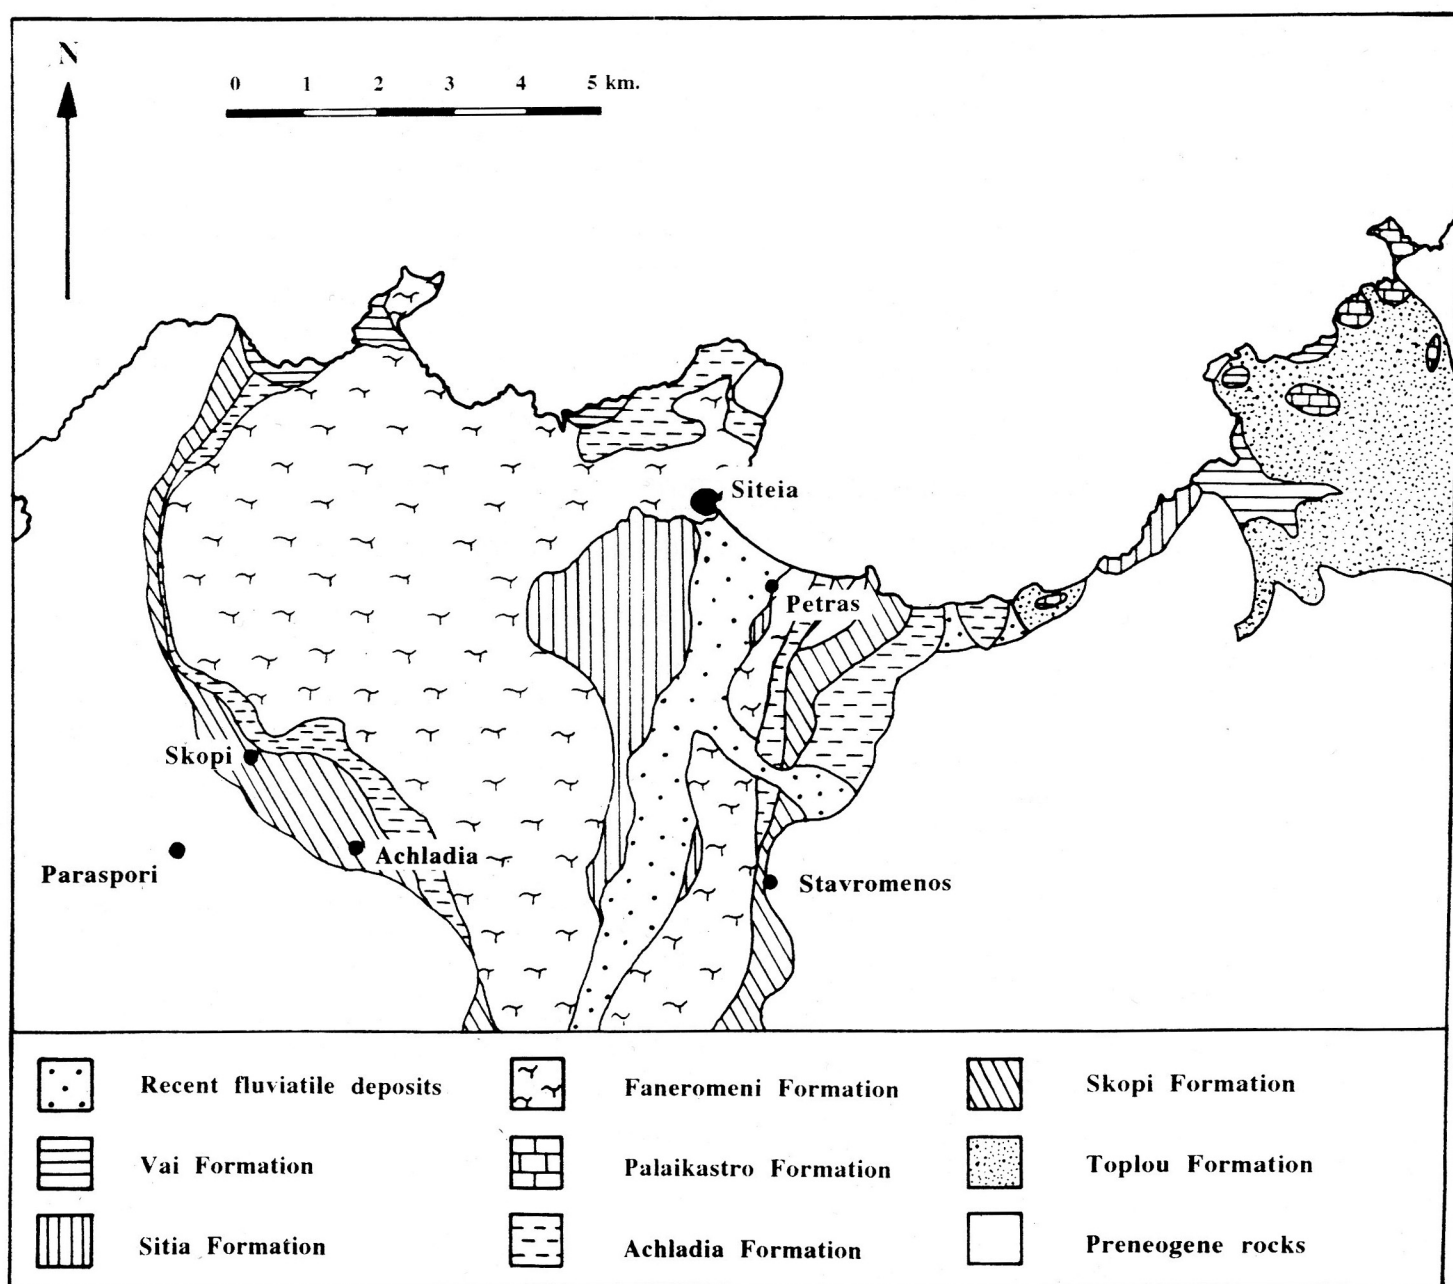 N
0 1 2 3 4 5 km.
Siteia
Petras
Skopi
Achladia
Paraspori
Stavromenos
Recent fluviatile deposits
Faneromeni Formation
Skopi Formation
Vai Formation
Palaikastro Formation
Toplou Formation
Sitia Formation
Achladia Formation
Preneogene rocks